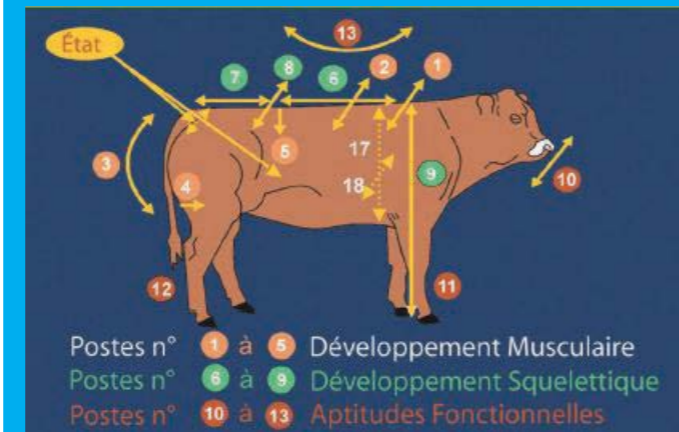 13
État
7 8 6 2 1
17
3 5
18 9
4 10
12 11
Postes n° 1 à 5 Développement Musculaire
Postes n° 6 à 9 Développement Squelettique
Postes n° 10 à 13 Aptitudes Fonctionnelles